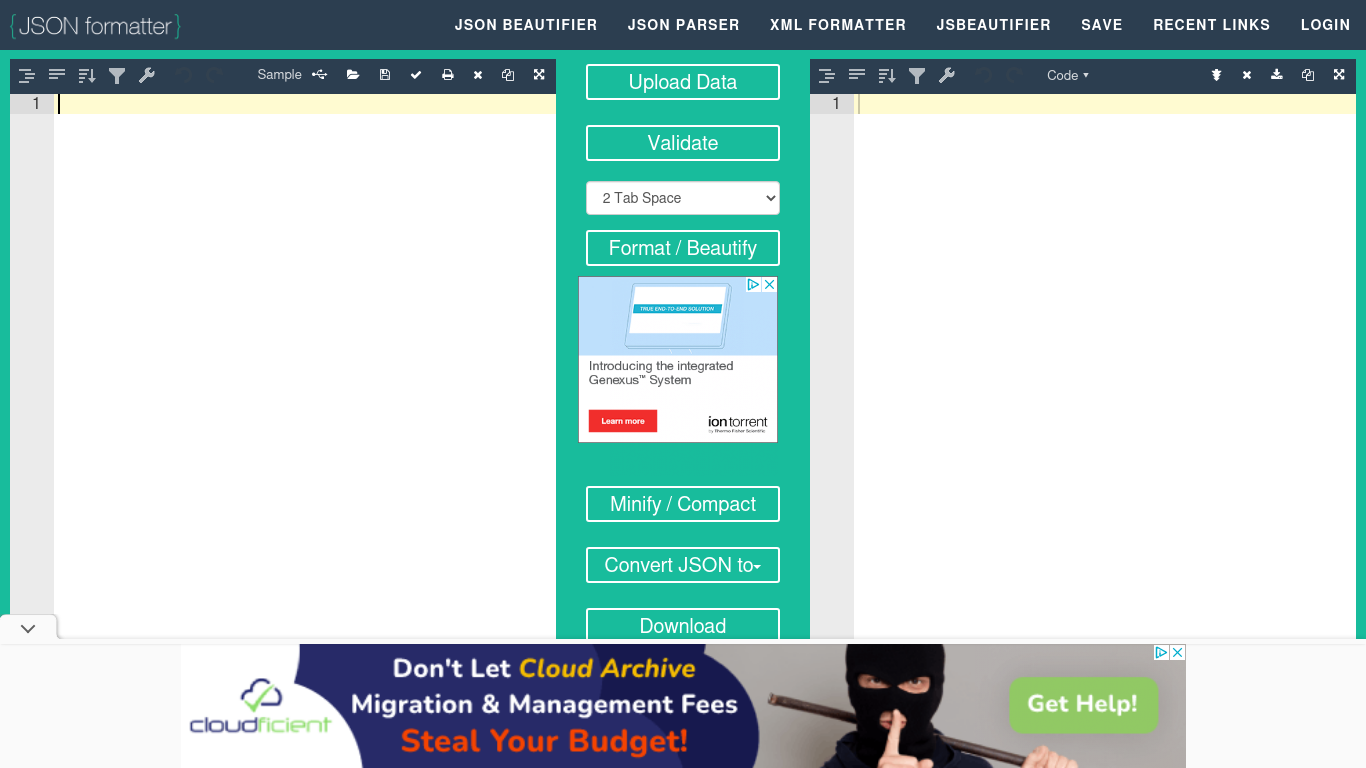 {JSON formatter}
JSON BEAUTIFIER
JSON PARSER
XML FORMATTER
JSBEAUTIFIER
SAVE
RECENT LINKS
LOGIN
Sample
1
Upload Data
Validate
2 Tab Space
Format / Beautify
TRUE END-TO-END SOLUTION
Introducing the integrated
Genexus™ System
Learn more
iontorrent
by Thermo Fisher Scientific
Minify / Compact
Convert JSON to
Download
Code
1
cloudficient
Don't Let Cloud Archive
Migration & Management Fees
Steal Your Budget!
Get Help!